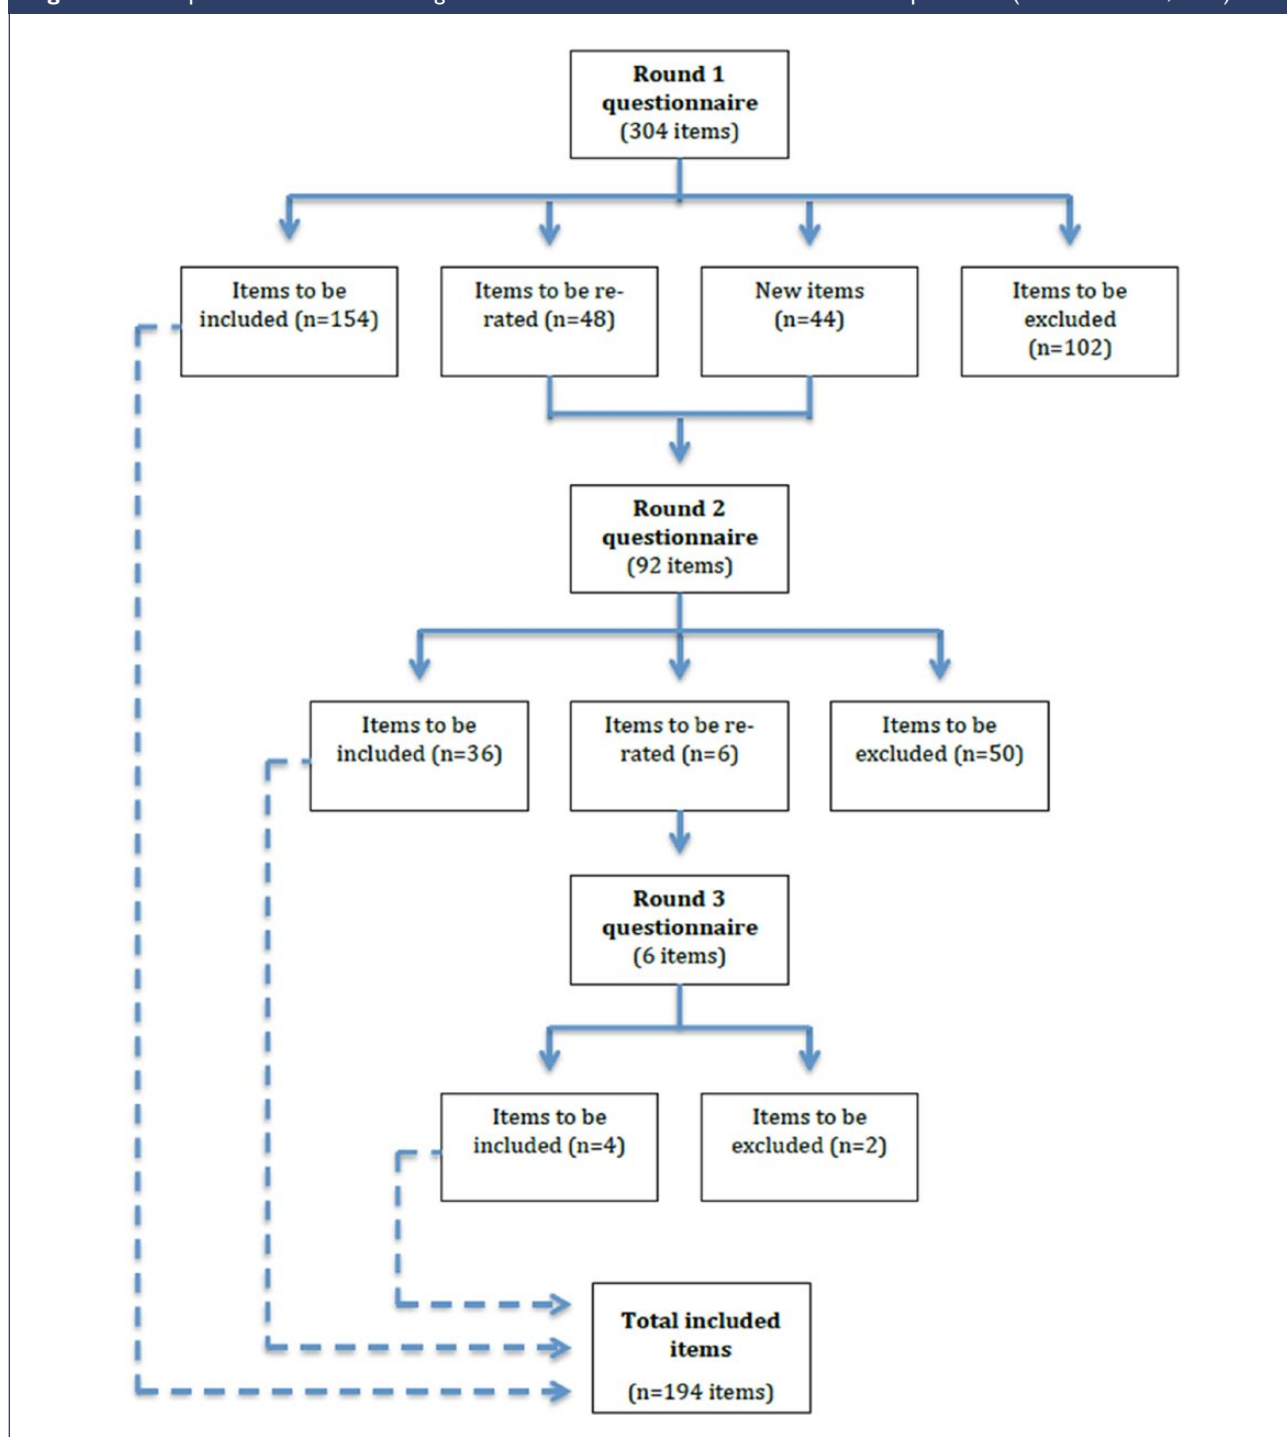 Round 1
questionnaire
(304 items)
Items to be
included (n=154)
Items to be re-
rated (n=48)
New items
(n=44)
Items to be
excluded
(n=102)
Round 2
questionnaire
(92 items)
Items to be
included (n=36)
Items to be re-
rated (n=6)
Items to be
excluded (n=50)
Round 3
questionnaire
(6 items)
Items to be
included (n=4)
Items to be
excluded (n=2)
Total included
items
(n=194 items)